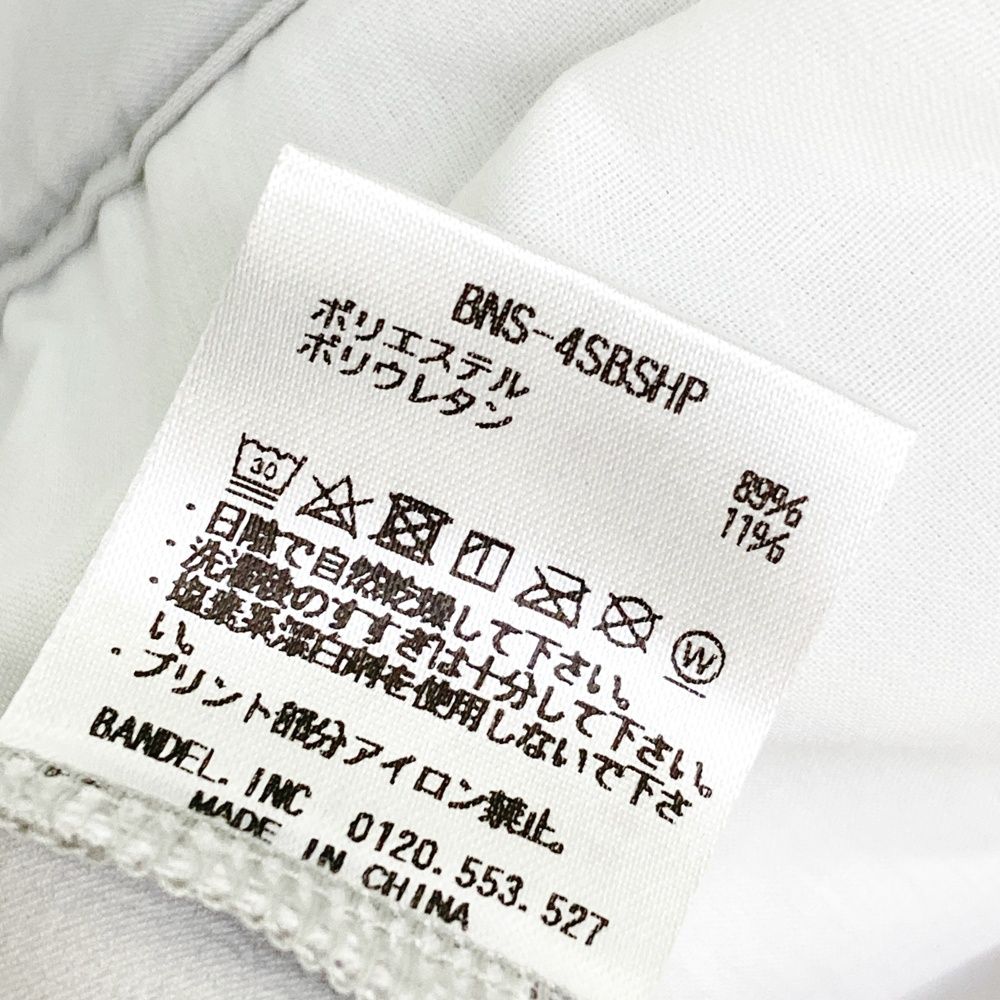 BNS-4SBSHP
ポリエステル 89%
ポリウレタン 11%
30
W
・日陰で自然乾燥して下さい。
・洗濯後のすすぎは十分して下さい。
・塩素系漂白剤を使用しないで下さ
い。
・プリント部分アイロン禁止。
BANDEL.INC 0120.553.527
MADE IN CHINA